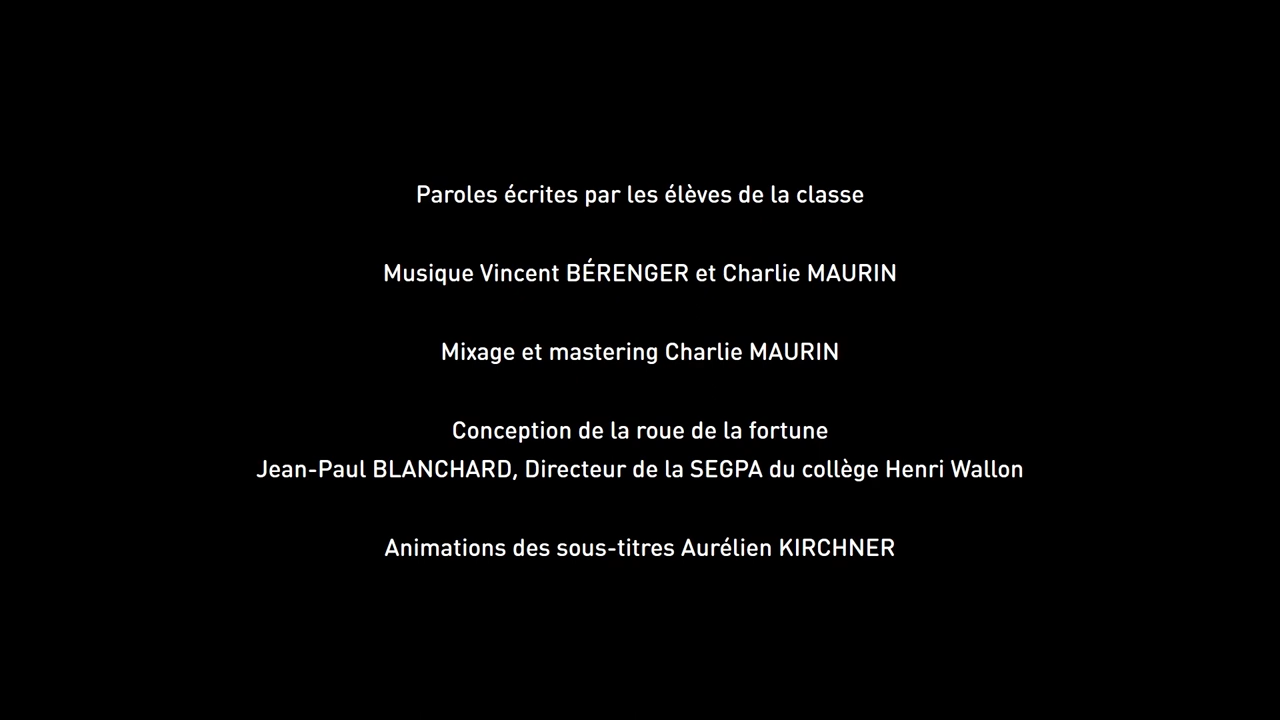 Paroles écrites par les élèves de la classe
Musique Vincent BÉRENGER et Charlie MAURIN
Mixage et mastering Charlie MAURIN
Conception de la roue de la fortune
Jean-Paul BLANCHARD, Directeur de la SEGPA du collège Henri Wallon
Animations des sous-titres Aurélien KIRCHNER